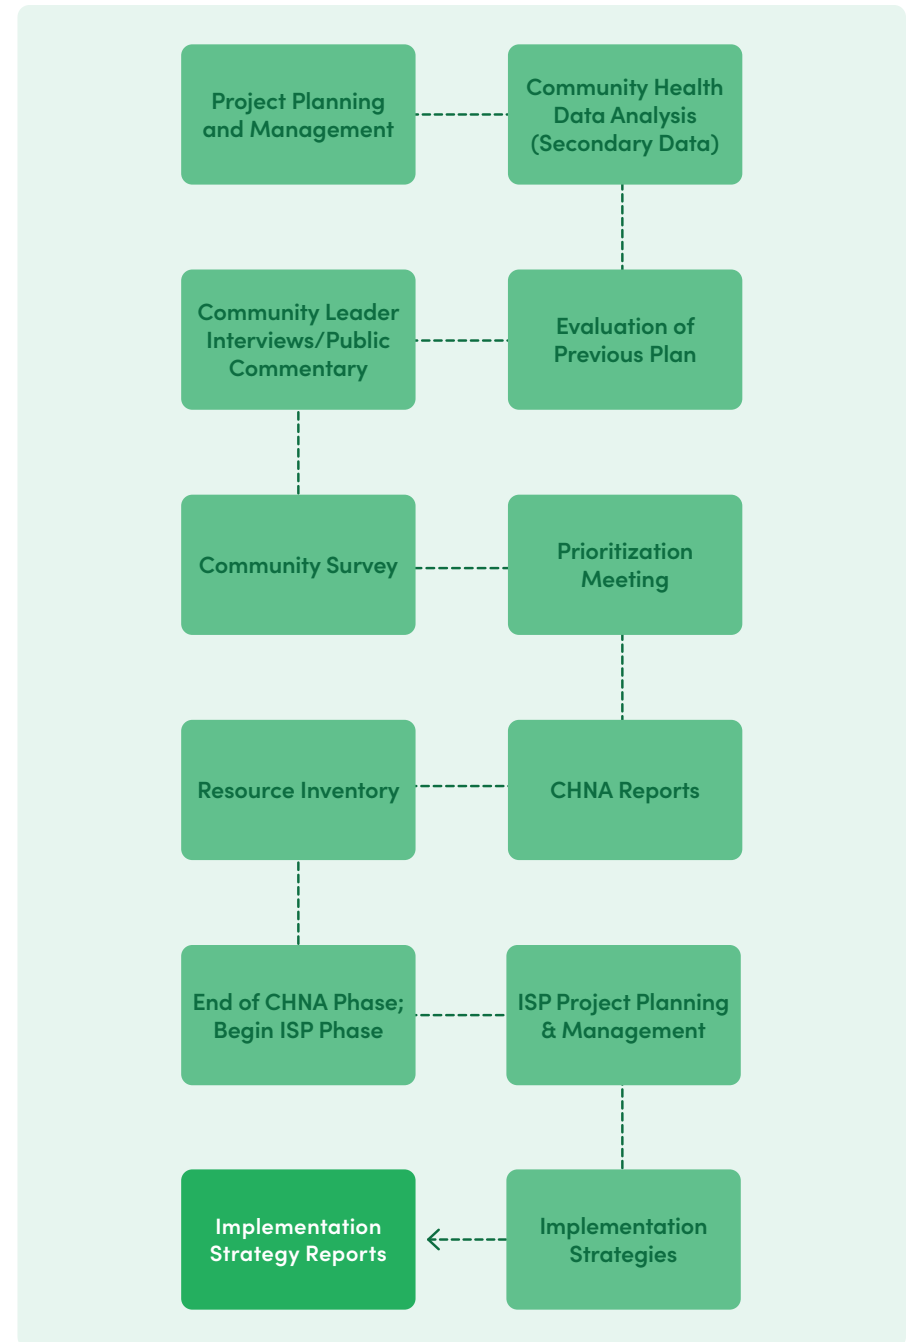 Project Planning
and Management
Community Health
Data Analysis
(Secondary Data)
Evaluation of
Previous Plan
Community Leader
Interviews/Public
Commentary
Community Survey
Prioritization
Meeting
CHNA Reports
Resource Inventory
End of CHNA Phase;
Begin ISP Phase
ISP Project Planning
& Management
Implementation
Strategies
Implementation
Strategy Reports